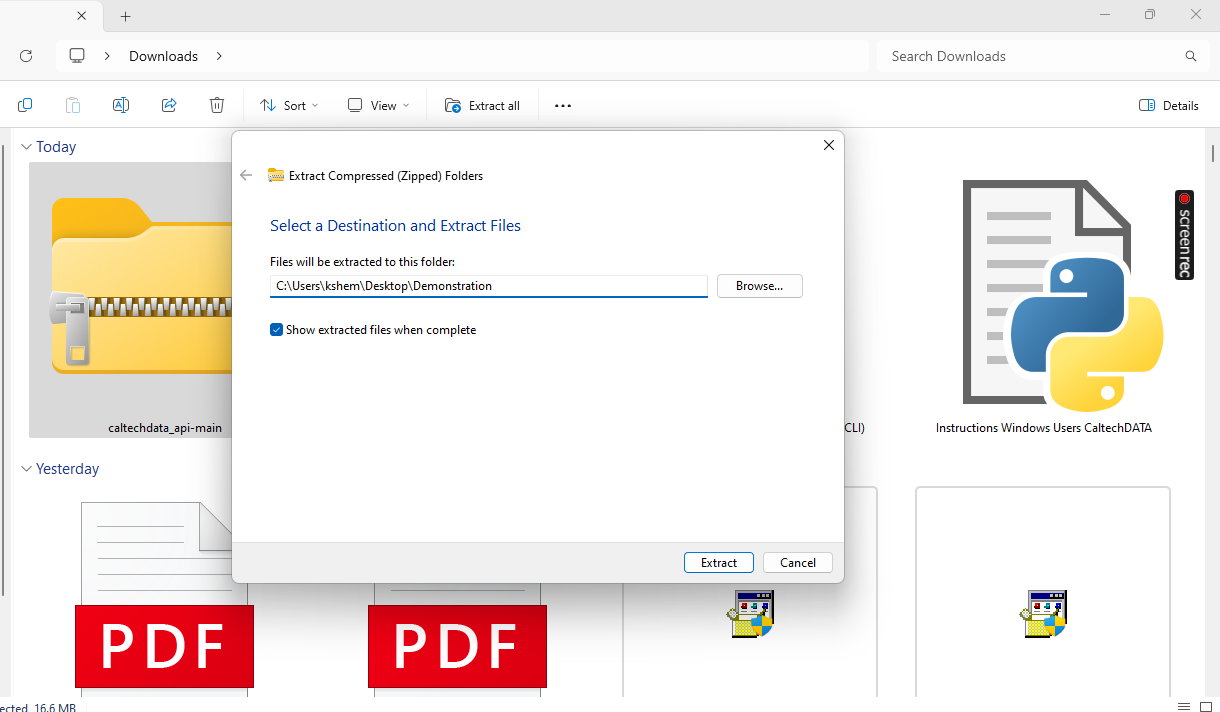 Downloads
Search Downloads
Sort
View
Extract all
Details
Today
Extract Compressed (Zipped) Folders
Select a Destination and Extract Files
Files will be extracted to this folder:
C:\Users\kshem\Desktop\Demonstration
Browse...
Show extracted files when complete
screen rec
caltechdata_api-main
CLI)
Instructions Windows Users CaltechDATA
Yesterday
Extract
Cancel
PDF
PDF
ected 16.6 MB